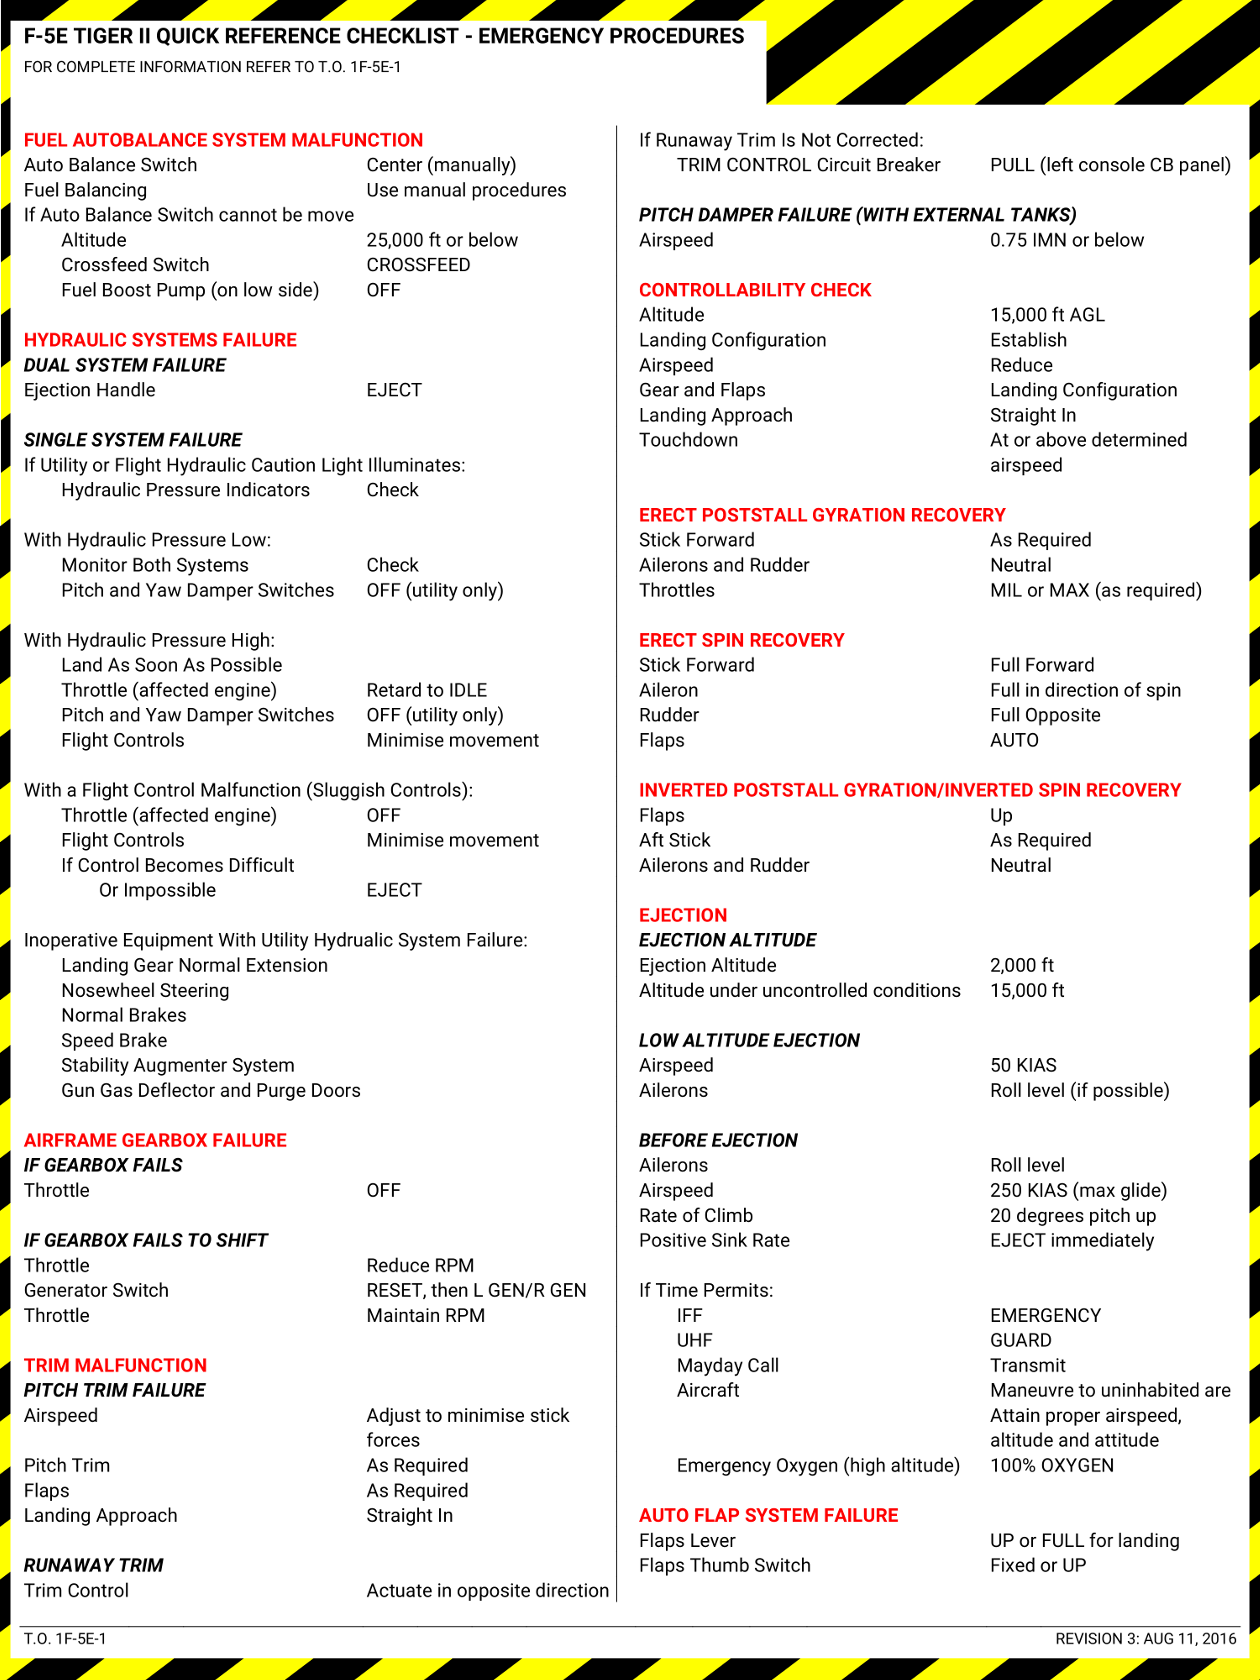 F-5E TIGER II QUICK REFERENCE CHECKLIST - EMERGENCY PROCEDURES
FOR COMPLETE INFORMATION REFER TO T.O. 1F-5E-1
FUEL AUTOBALANCE SYSTEM MALFUNCTION
Auto Balance Switch Center (manually)
Fuel Balancing Use manual procedures
If Auto Balance Switch cannot be move
Altitude 25,000 ft or below
Crossfeed Switch CROSSFEED
Fuel Boost Pump (on low side) OFF
HYDRAULIC SYSTEMS FAILURE
DUAL SYSTEM FAILURE
Ejection Handle EJECT
SINGLE SYSTEM FAILURE
If Utility or Flight Hydraulic Caution Light Illuminates:
Hydraulic Pressure Indicators Check
With Hydraulic Pressure Low:
Monitor Both Systems Check
Pitch and Yaw Damper Switches OFF (utility only)
With Hydraulic Pressure High:
Land As Soon As Possible
Throttle (affected engine) Retard to IDLE
Pitch and Yaw Damper Switches OFF (utility only)
Flight Controls Minimise movement
With a Flight Control Malfunction (Sluggish Controls):
Throttle (affected engine) OFF
Flight Controls Minimise movement
If Control Becomes Difficult
Or Impossible EJECT
Inoperative Equipment With Utility Hydrualic System Failure:
Landing Gear Normal Extension
Nosewheel Steering
Normal Brakes
Speed Brake
Stability Augmenter System
Gun Gas Deflector and Purge Doors
AIRFRAME GEARBOX FAILURE
IF GEARBOX FAILS
Throttle OFF
IF GEARBOX FAILS TO SHIFT
Throttle Reduce RPM
Generator Switch RESET, then L GEN/R GEN
Throttle Maintain RPM
TRIM MALFUNCTION
PITCH TRIM FAILURE
Airspeed Adjust to minimise stick
forces
Pitch Trim As Required
Flaps As Required
Landing Approach Straight In
RUNAWAY TRIM
Trim Control Actuate in opposite direction
If Runaway Trim Is Not Corrected:
TRIM CONTROL Circuit Breaker PULL (left console CB panel)
PITCH DAMPER FAILURE (WITH EXTERNAL TANKS)
Airspeed 0.75 IMN or below
CONTROLLABILITY CHECK
Altitude 15,000 ft AGL
Landing Configuration Establish
Airspeed Reduce
Gear and Flaps Landing Configuration
Landing Approach Straight In
Touchdown At or above determined
airspeed
ERECT POSTSTALL GYRATION RECOVERY
Stick Forward As Required
Ailerons and Rudder Neutral
Throttles MIL or MAX (as required)
ERECT SPIN RECOVERY
Stick Forward Full Forward
Aileron Full in direction of spin
Rudder Full Opposite
Flaps AUTO
INVERTED POSTSTALL GYRATION/INVERTED SPIN RECOVERY
Flaps Up
Aft Stick As Required
Ailerons and Rudder Neutral
EJECTION
EJECTION ALTITUDE
Ejection Altitude 2,000 ft
Altitude under uncontrolled conditions 15,000 ft
LOW ALTITUDE EJECTION
Airspeed 50 KIAS
Ailerons Roll level (if possible)
BEFORE EJECTION
Ailerons Roll level
Airspeed 250 KIAS (max glide)
Rate of Climb 20 degrees pitch up
Positive Sink Rate EJECT immediately
If Time Permits:
IFF EMERGENCY
UHF GUARD
Mayday Call Transmit
Aircraft Maneuvre to uninhabited are
Attain proper airspeed,
altitude and attitude
Emergency Oxygen (high altitude) 100% OXYGEN
AUTO FLAP SYSTEM FAILURE
Flaps Lever UP or FULL for landing
Flaps Thumb Switch Fixed or UP
T.O. 1F-5E-1 REVISION 3: AUG 11, 2016